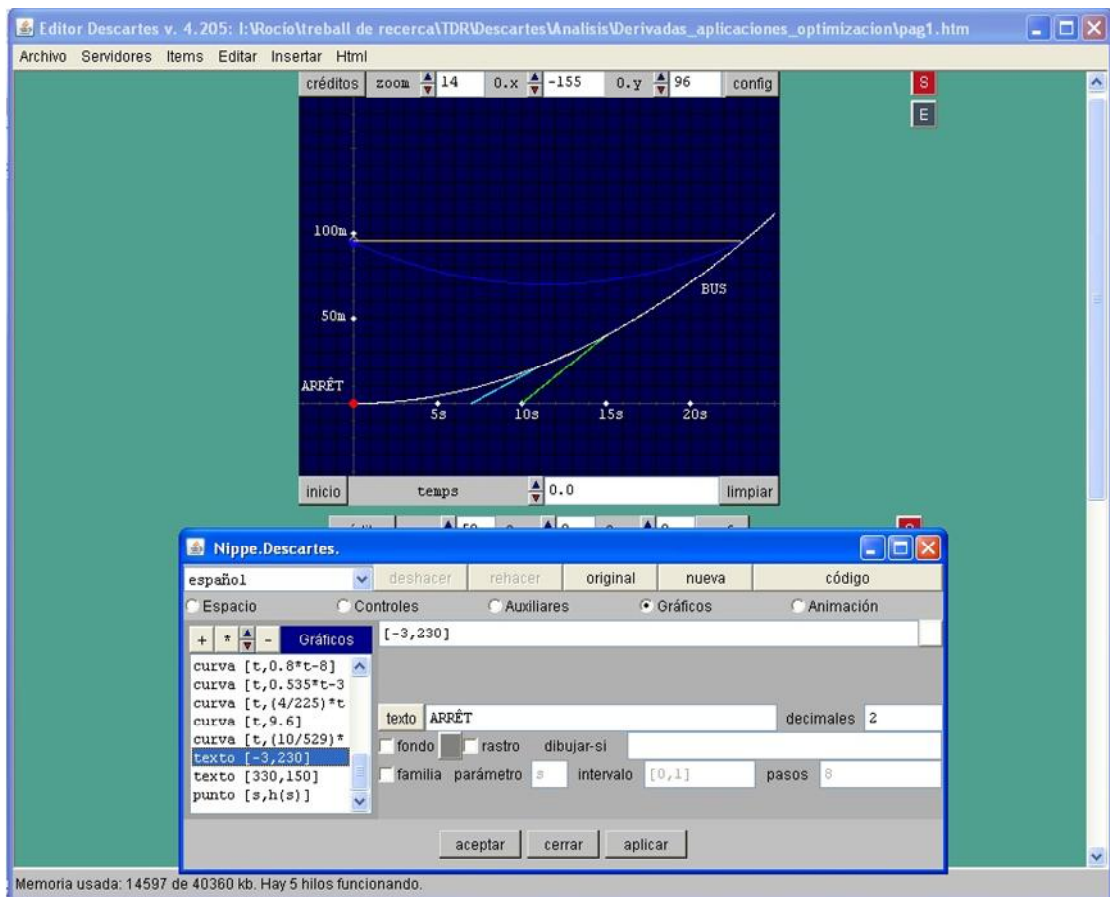 Editor Descartes v. 4.205: I:\Rocío\treball de recerca\TDR\Descartes\Analisis\Derivadas_aplicaciones_optimizacion\pag1.htm
Archivo Servidores Items Editar Insertar Html
créditos zoom 14 O.x -155 O.y 96 config
S
E
100m
BUS
50m
ARRÊT
5s 10s 15s 20s
inicio temps 0.0 limpiar
Nippe.Descartes.
español deshacer rehacer original nueva código
Espacio Controles Auxiliares Gráficos Animación
+ * - Gráficos [-3,230]
curva [t,0.8*t-8]
curva [t,0.535*t-3
curva [t,(4/225)*t
curva [t,9.6]
curva [t,(10/529)*
texto [-3,230]
texto [330,150]
punto [s,h(s)]
texto ARRÊT decimales 2
fondo rastro dibujar-si
familia parámetro s intervalo [0,1] pasos 8
aceptar cerrar aplicar
Memoria usada: 14597 de 40360 kb. Hay 5 hilos funcionando.